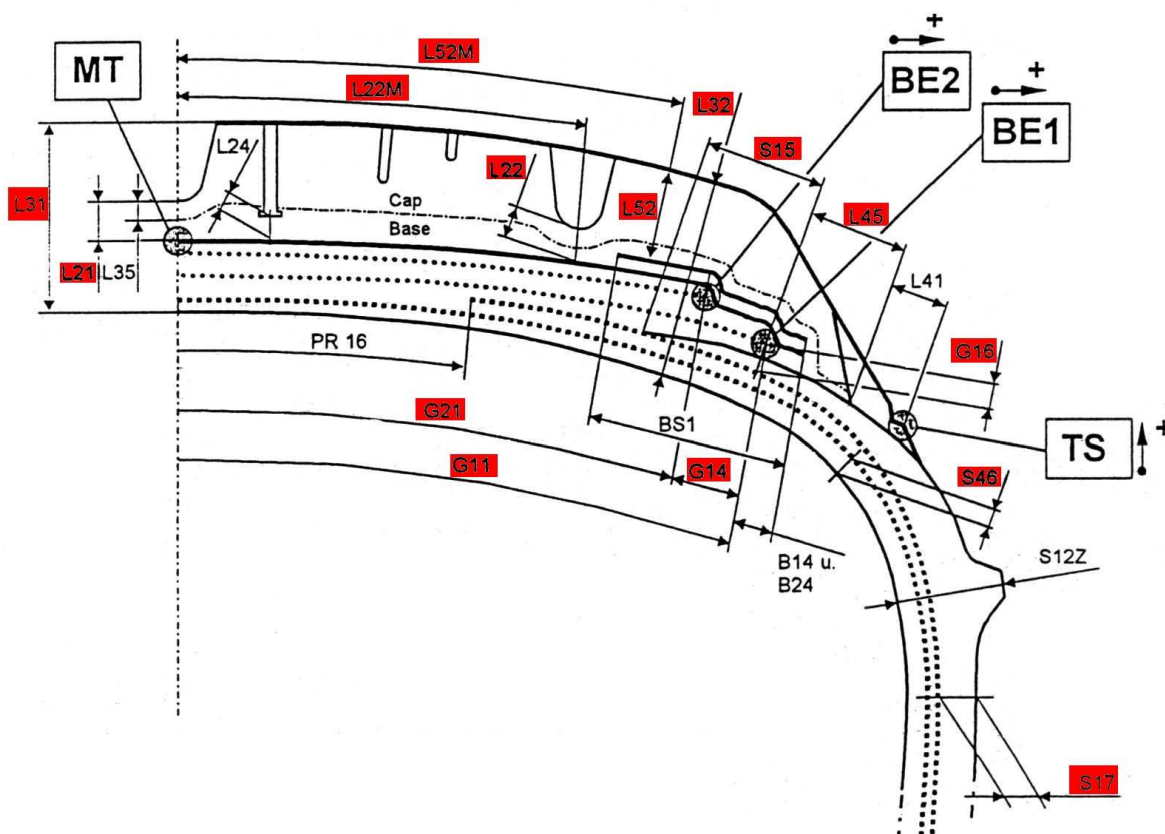 L52M
BE2
MT
L22M
L32
BE1
S15
L24
L22
Cap
L52
L31
Base
L45
L21
L35
L41
PR 16
G16
G21
BS1
TS
G11
G14
S46
B14 u.
B24
S12Z
S17
+
+
+